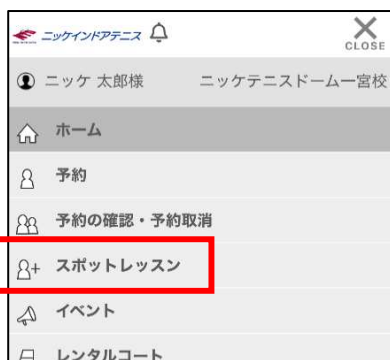 ニッケインドアテニス
CLOSE
ニッケ 太郎様 ニッケテニスドーム一宮校
ホーム
予約
予約の確認・予約取消
スポットレッスン
イベント
レンタルコート